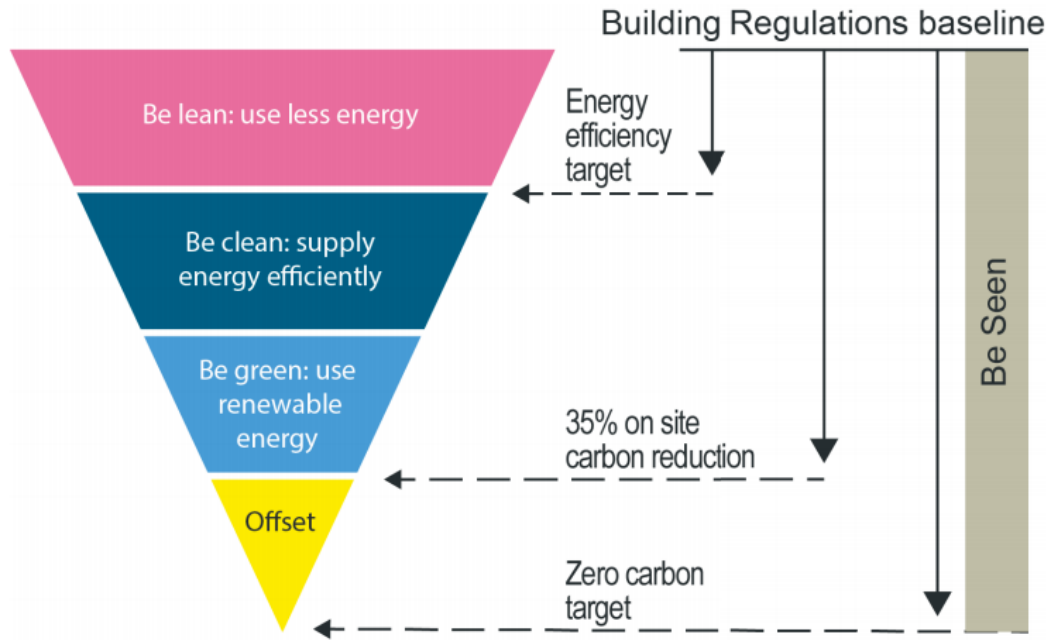 Building Regulations baseline
Be lean: use less energy
Energy
efficiency
target
Be clean: supply
energy efficiently
Be green: use
renewable
energy
35% on site
carbon reduction
Offset
Zero carbon
target
Be Seen